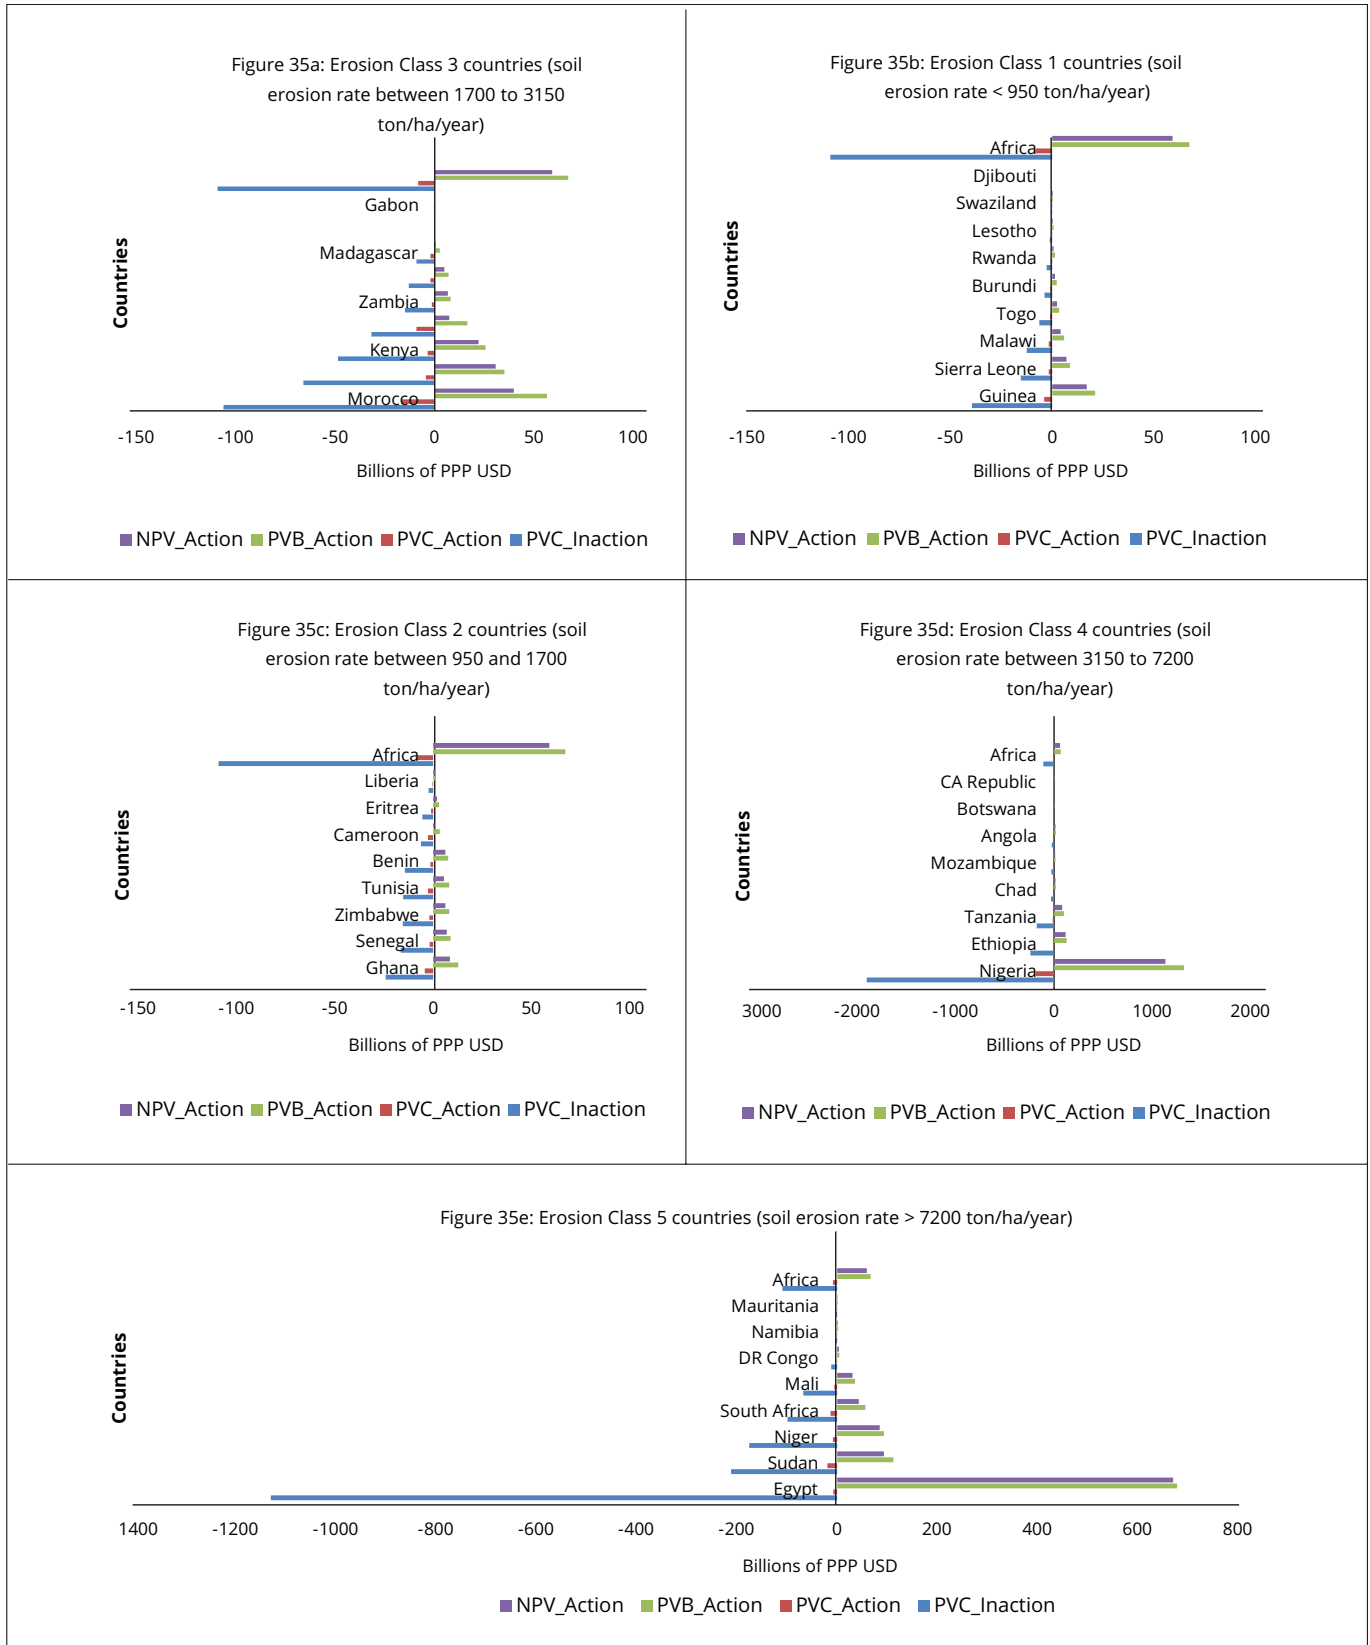 Figure 35a: Erosion Class 3 countries (soil
erosion rate between 1700 to 3150
ton/ha/year)
Countries
Gabon
Madagascar
Zambia
Kenya
Morocco
-150 -100 -50 0 50 100
Billions of PPP USD
NPV_Action PVB_Action PVC_Action PVC_Inaction
Figure 35b: Erosion Class 1 countries (soil
erosion rate < 950 ton/ha/year)
Countries
Africa
Djibouti
Swaziland
Lesotho
Rwanda
Burundi
Togo
Malawi
Sierra Leone
Guinea
-150 -100 -50 0 50 100
Billions of PPP USD
NPV_Action PVB_Action PVC_Action PVC_Inaction
Figure 35c: Erosion Class 2 countries (soil
erosion rate between 950 and 1700
ton/ha/year)
Countries
Africa
Liberia
Eritrea
Cameroon
Benin
Tunisia
Zimbabwe
Senegal
Ghana
-150 -100 -50 0 50 100
Billions of PPP USD
NPV_Action PVB_Action PVC_Action PVC_Inaction
Figure 35d: Erosion Class 4 countries (soil
erosion rate between 3150 to 7200
ton/ha/year)
Countries
Africa
CA Republic
Botswana
Angola
Mozambique
Chad
Tanzania
Ethiopia
Nigeria
3000 -2000 -1000 0 1000 2000
Billions of PPP USD
NPV_Action PVB_Action PVC_Action PVC_Inaction
Figure 35e: Erosion Class 5 countries (soil erosion rate > 7200 ton/ha/year)
Countries
Africa
Mauritania
Namibia
DR Congo
Mali
South Africa
Niger
Sudan
Egypt
1400 -1200 -1000 -800 -600 -400 -200 0 200 400 600 800
Billions of PPP USD
NPV_Action PVB_Action PVC_Action PVC_Inaction